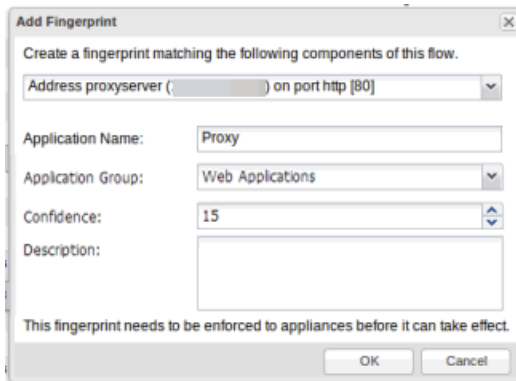 Add Fingerprint
Create a fingerprint matching the following components of this flow.
Address proxyserver ( ) on port http [80]
Application Name: Proxy
Application Group: Web Applications
Confidence: 15
Description:
This fingerprint needs to be enforced to appliances before it can take effect.
OK Cancel